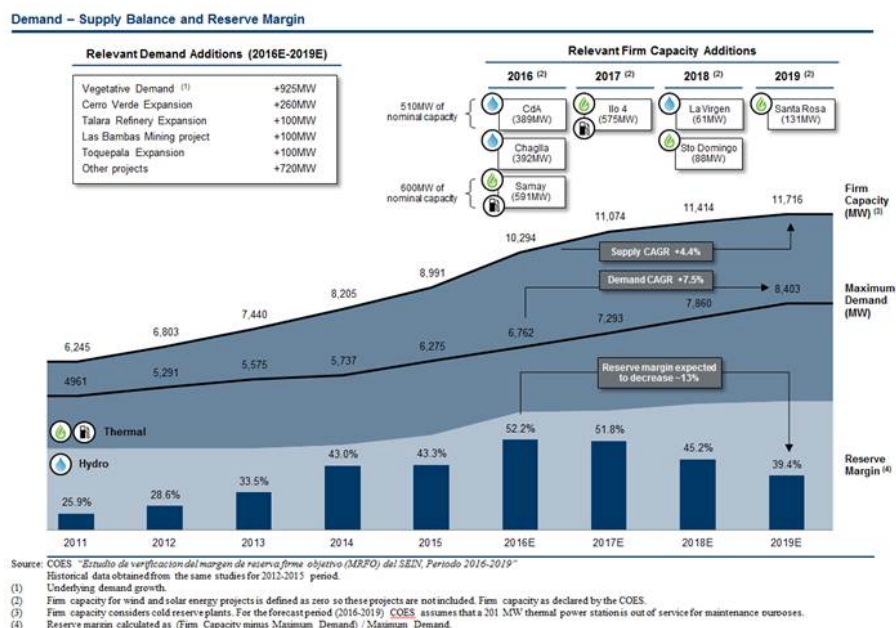 Demand – Supply Balance and Reserve Margin
Relevant Demand Additions (2016E-2019E)
Vegetative Demand (1) +925MW
Cerro Verde Expansion +260MW
Talara Refinery Expansion +100MW
Las Bambas Mining project +100MW
Toquepala Expansion +100MW
Other projects +720MW
Relevant Firm Capacity Additions
2016 (2) 2017 (2) 2018 (2) 2019 (2)
510MW of
nominal capacity
CdA
(389MW)
Ilo 4
(575MW)
La Virgen
(61MW)
Santa Rosa
(131MW)
Chaglla
(392MW)
Sto Domingo
(88MW)
600MW of
nominal capacity
Samay
(591MW)
Firm
Capacity
(MW) (3)
6,245 6,803 7,440 8,205 8,991 10,294 11,074 11,414 11,716
Supply CAGR +4.4%
Demand CAGR +7.5%
Maximum
Demand
(MW)
4961 5,291 5,575 5,737 6,275 6,762 7,293 7,860 8,403
Reserve margin expected
to decrease ~13%
Thermal
Hydro
Reserve
Margin (4)
25.9% 28.6% 33.5% 43.0% 43.3% 52.2% 51.8% 45.2% 39.4%
2011 2012 2013 2014 2015 2016E 2017E 2018E 2019E
Source: COES "Estudio de verificacion del margen de reserva firme objetivo (MRFO) del SEIN, Periodo 2016-2019"
Historical data obtained from the same studies for 2012-2015 period.
(1) Underlying demand growth.
(2) Firm capacity for wind and solar energy projects is defined as zero so these projects are not included. Firm capacity as declared by the COES.
(3) Firm capacity considers cold reserve plants. For the forecast period (2016-2019) COES assumes that a 201 MW thermal power station is out of service for maintenance purposes.
(4) Reserve margin calculated as (Firm Capacity minus Maximum Demand) / Maximum Demand.